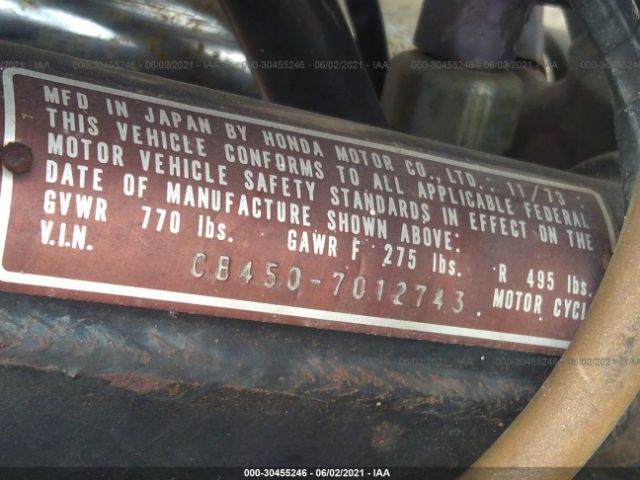 000-30455246 - 06/02/2021 - IAA
MFD IN JAPAN BY HONDA MOTOR CO., LTD.: 11/73
THIS VEHICLE CONFORMS TO ALL APPLICABLE FEDERAL
MOTOR VEHICLE SAFETY STANDARDS IN EFFECT ON THE
DATE OF MANUFACTURE SHOWN ABOVE:
GVWR 770 lbs. GAWR F 275 lbs. R 495 lbs.
V.I.N. CB450-7012743 MOTOR CYCL
000-30455246 - 06/02/2021 - IAA